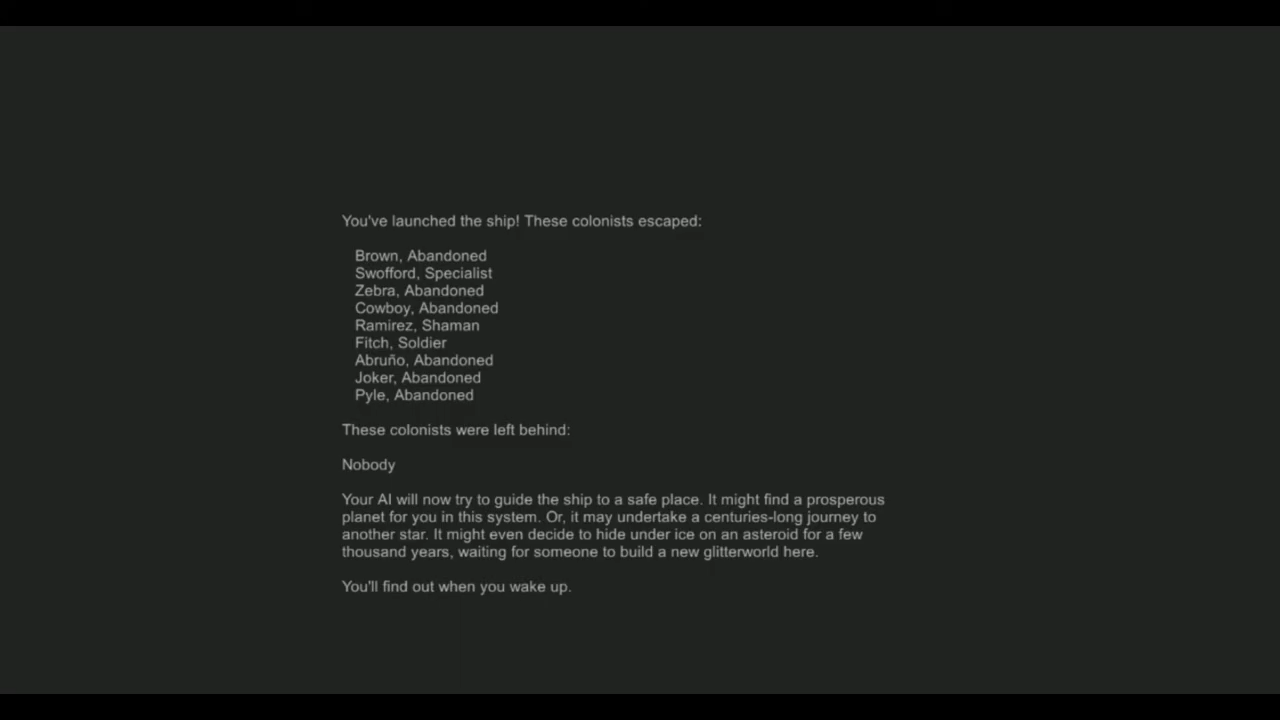 You've launched the ship! These colonists escaped:
Brown, Abandoned
Swofford, Specialist
Zebra, Abandoned
Cowboy, Abandoned
Ramirez, Shaman
Fitch, Soldier
Abruño, Abandoned
Joker, Abandoned
Pyle, Abandoned
These colonists were left behind:
Nobody
Your AI will now try to guide the ship to a safe place. It might find a prosperous
planet for you in this system. Or, it may undertake a centuries-long journey to
another star. It might even decide to hide under ice on an asteroid for a few
thousand years, waiting for someone to build a new glitterworld here.
You'll find out when you wake up.